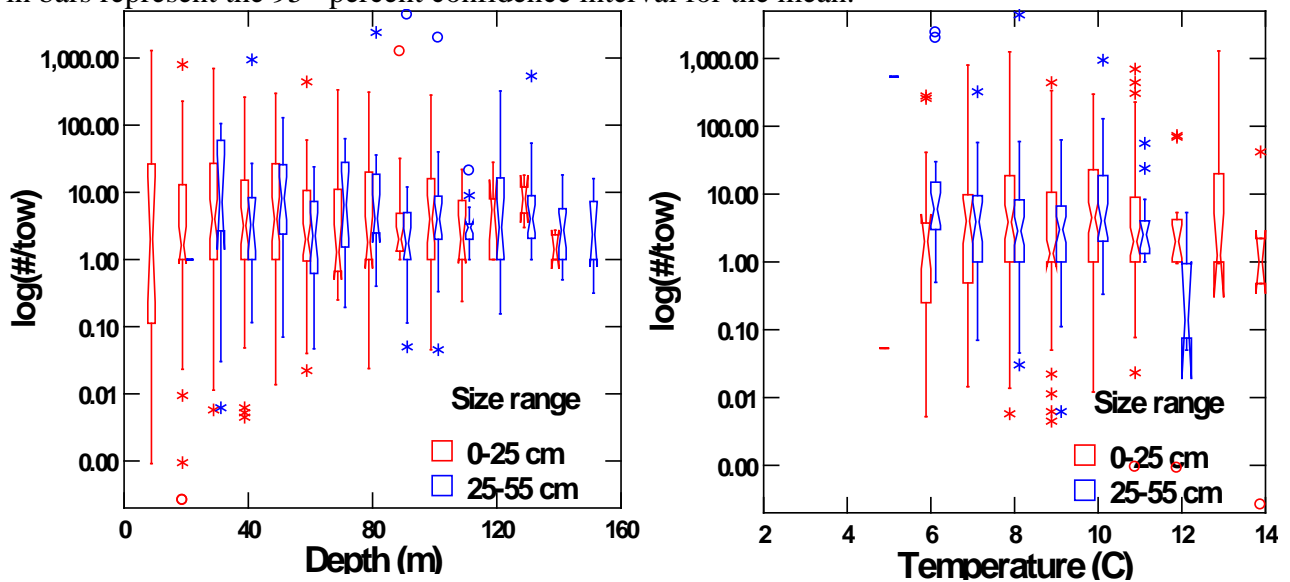 in bars represent the 95 percent confidence interval for the mean.
1,000.00
100.00
10.00
1.00
0.10
0.01
0.00
log(#/tow)
Size range
0-25 cm
25-55 cm
0 40 80 120 160
Depth (m)
1,000.00
100.00
10.00
1.00
0.10
0.01
0.00
log(#/tow)
Size range
0-25 cm
25-55 cm
2 4 6 8 10 12 14
Temperature (C)